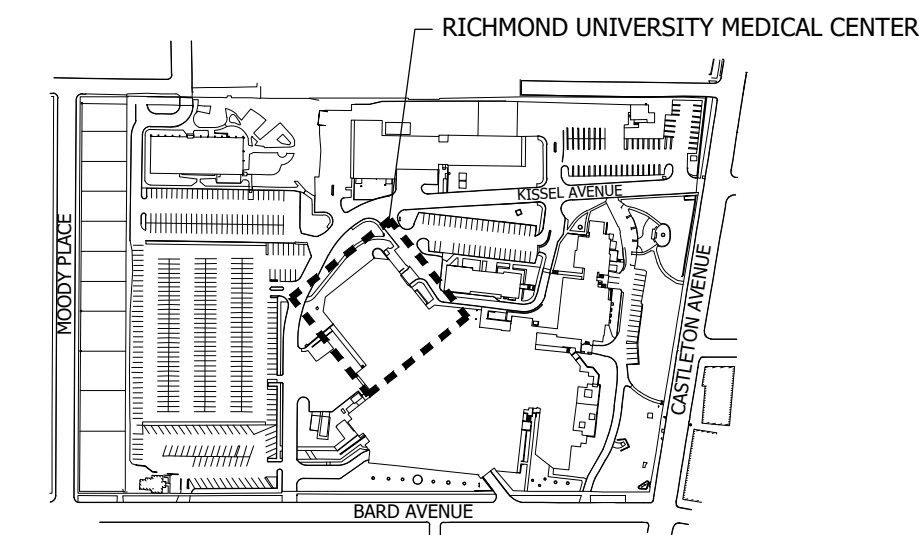 RICHMOND UNIVERSITY MEDICAL CENTER
KISSEL AVENUE
MOODY PLACE
CASTLETON AVENUE
BARD AVENUE